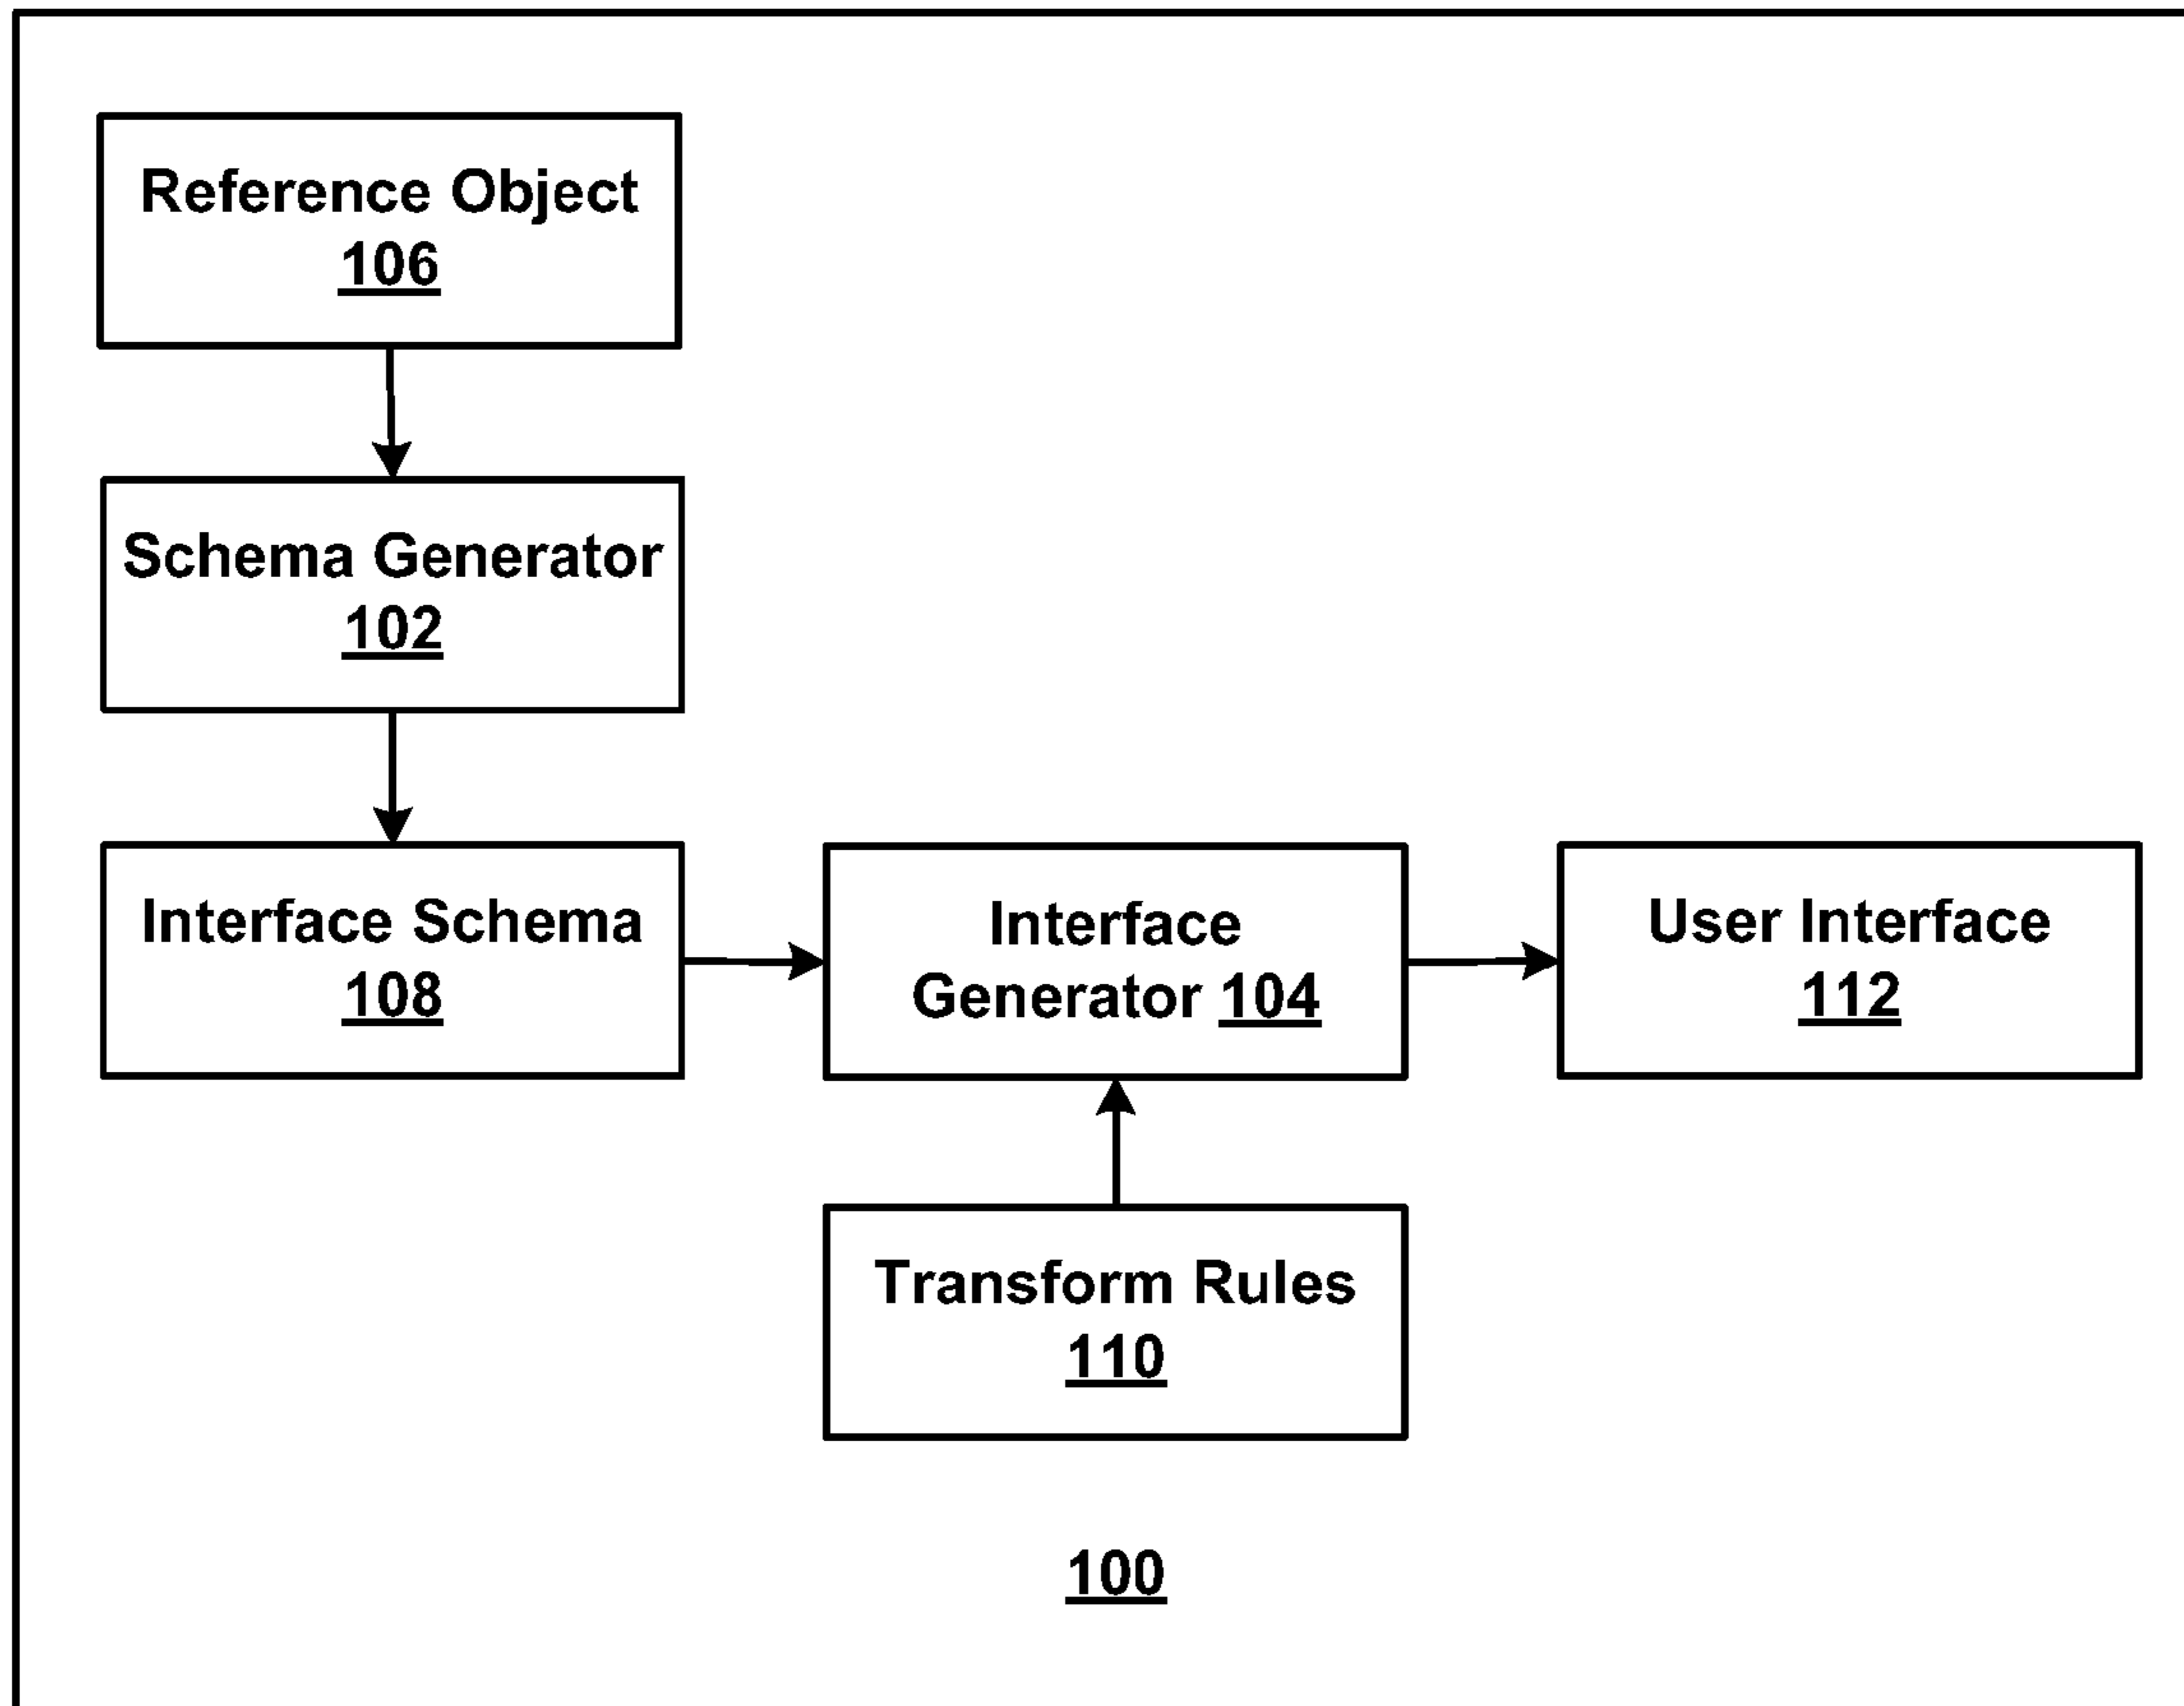 Reference Object
106
Schema Generator
102
Interface Schema
108
Interface
Generator 104
User Interface
112
Transform Rules
110
100